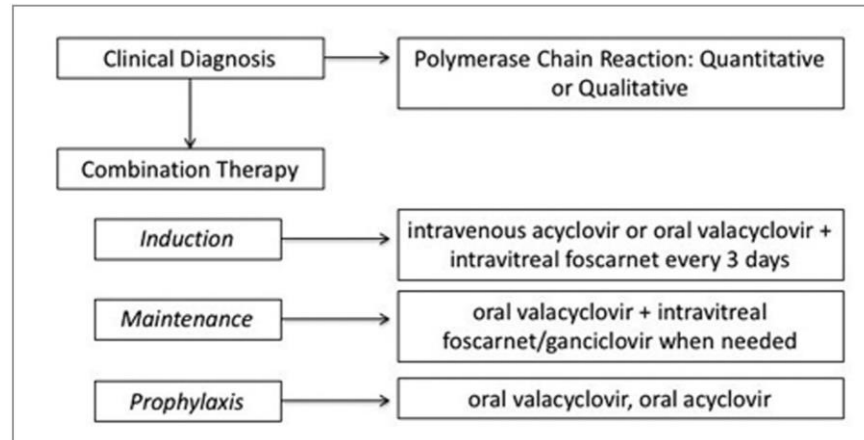 Clinical Diagnosis
Polymerase Chain Reaction: Quantitative
or Qualitative
Combination Therapy
Induction
intravenous acyclovir or oral valacyclovir +
intravitreal foscarnet every 3 days
Maintenance
oral valacyclovir + intravitreal
foscarnet/ganciclovir when needed
Prophylaxis
oral valacyclovir, oral acyclovir